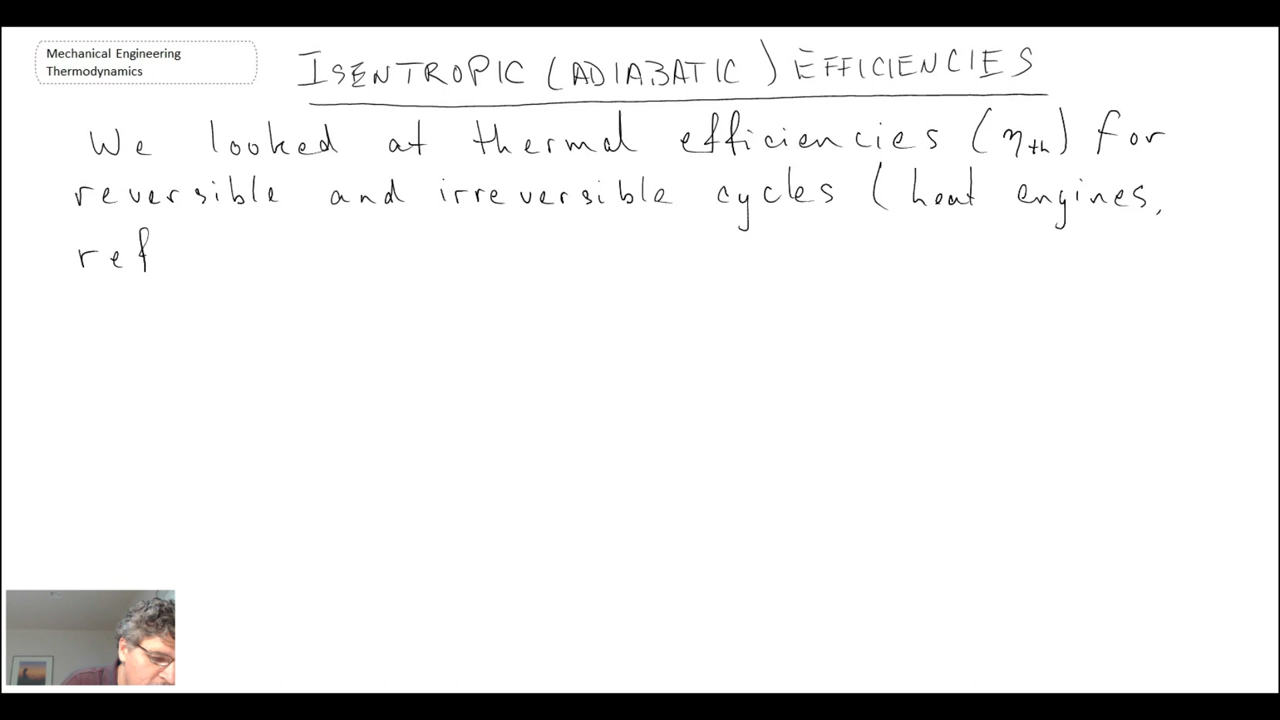 Mechanical Engineering
Thermodynamics
ISENTROPIC (ADIABATIC) EFFICIENCIES
We looked at thermal efficiencies (ηth) for
reversible and irreversible cycles (heat engines,
ref